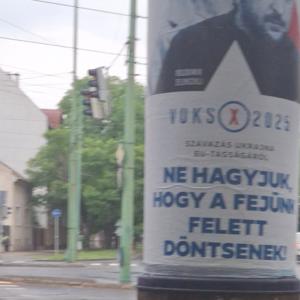 VOKS X 2025
SZAVAZÁS UKRAJNA
EU-TAGSÁGÁRÓL
NE HAGYJUK,
HOGY A FEJÜNK
FELETT
DÖNTSENEK!